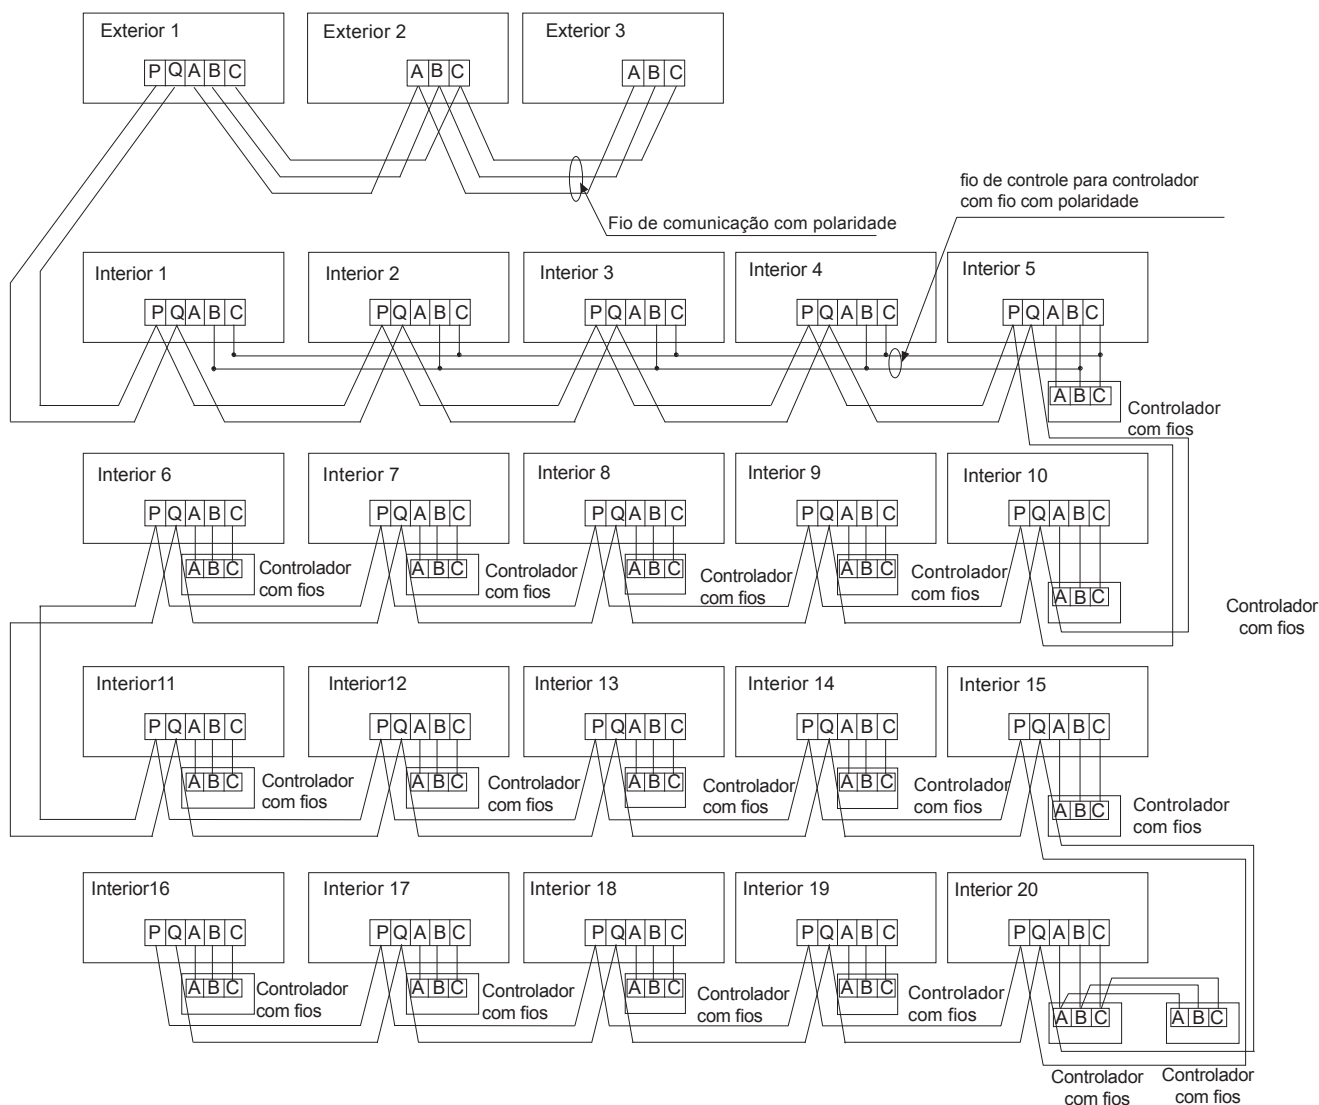 Exterior 1
Exterior 2
Exterior 3
P Q A B C
A B C
A B C
fio de controle para controlador
com fio com polaridade
Fio de comunicação com polaridade
Interior 1
Interior 2
Interior 3
Interior 4
Interior 5
P Q A B C
P Q A B C
P Q A B C
P Q A B C
P Q A B C
A B C
Controlador
com fios
Interior 6
Interior 7
Interior 8
Interior 9
Interior 10
P Q A B C
P Q A B C
P Q A B C
P Q A B C
P Q A B C
A B C
Controlador
com fios
A B C
Controlador
com fios
A B C
Controlador
com fios
A B C
Controlador
com fios
A B C
Controlador
com fios
Interior11
Interior12
Interior 13
Interior 14
Interior 15
P Q A B C
P Q A B C
P Q A B C
P Q A B C
P Q A B C
A B C
Controlador
com fios
A B C
Controlador
com fios
A B C
Controlador
com fios
A B C
Controlador
com fios
A B C
Controlador
com fios
Interior16
Interior 17
Interior 18
Interior 19
Interior 20
P Q A B C
P Q A B C
P Q A B C
P Q A B C
P Q A B C
A B C
Controlador
com fios
A B C
Controlador
com fios
A B C
Controlador
com fios
A B C
Controlador
com fios
A B C
A B C
Controlador
com fios
Controlador
com fios